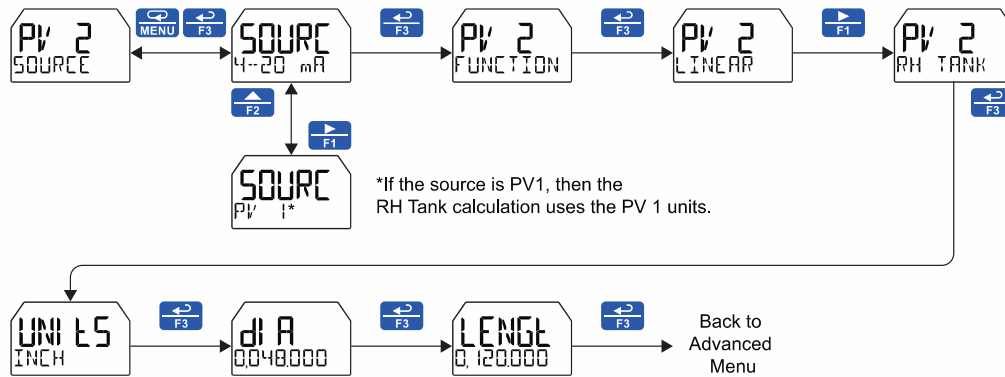 PV 2
SOURCE
MENU
F3
SOURC
4--20 mA
F3
PV 2
FUNCTION
F3
PV 2
LINEAR
F1
PV 2
RH TANK
F3
F2
F1
SOURC
PV 1*
*If the source is PV1, then the
RH Tank calculation uses the PV 1 units.
UNItS
INCH
F3
dIA
0,048.000
F3
LENGt
0,120.000
F3
Back to
Advanced
Menu